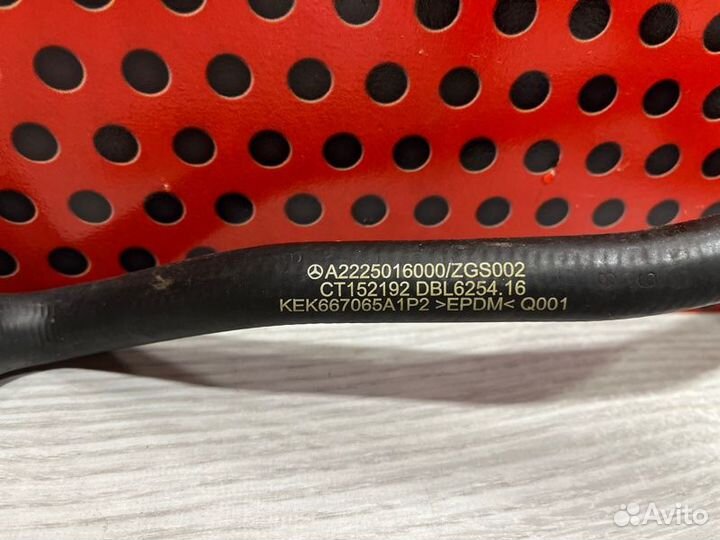 A2225016000/ZGS002
CT152192 DBL6254.16
KEK667065A1P2 >EPDM< Q001
Avito